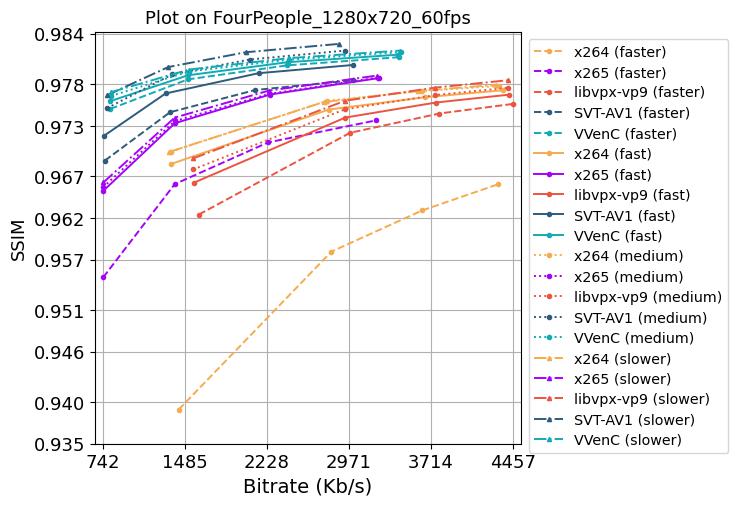 Plot on FourPeople_1280x720_60fps
0.984
0.978
0.973
0.967
0.962
0.957
0.951
0.946
0.940
0.935
SSIM
742 1485 2228 2971 3714 4457
Bitrate (Kb/s)
x264 (faster)
x265 (faster)
libvpx-vp9 (faster)
SVT-AV1 (faster)
VVenC (faster)
x264 (fast)
x265 (fast)
libvpx-vp9 (fast)
SVT-AV1 (fast)
VVenC (fast)
x264 (medium)
x265 (medium)
libvpx-vp9 (medium)
SVT-AV1 (medium)
VVenC (medium)
x264 (slower)
x265 (slower)
libvpx-vp9 (slower)
SVT-AV1 (slower)
VVenC (slower)